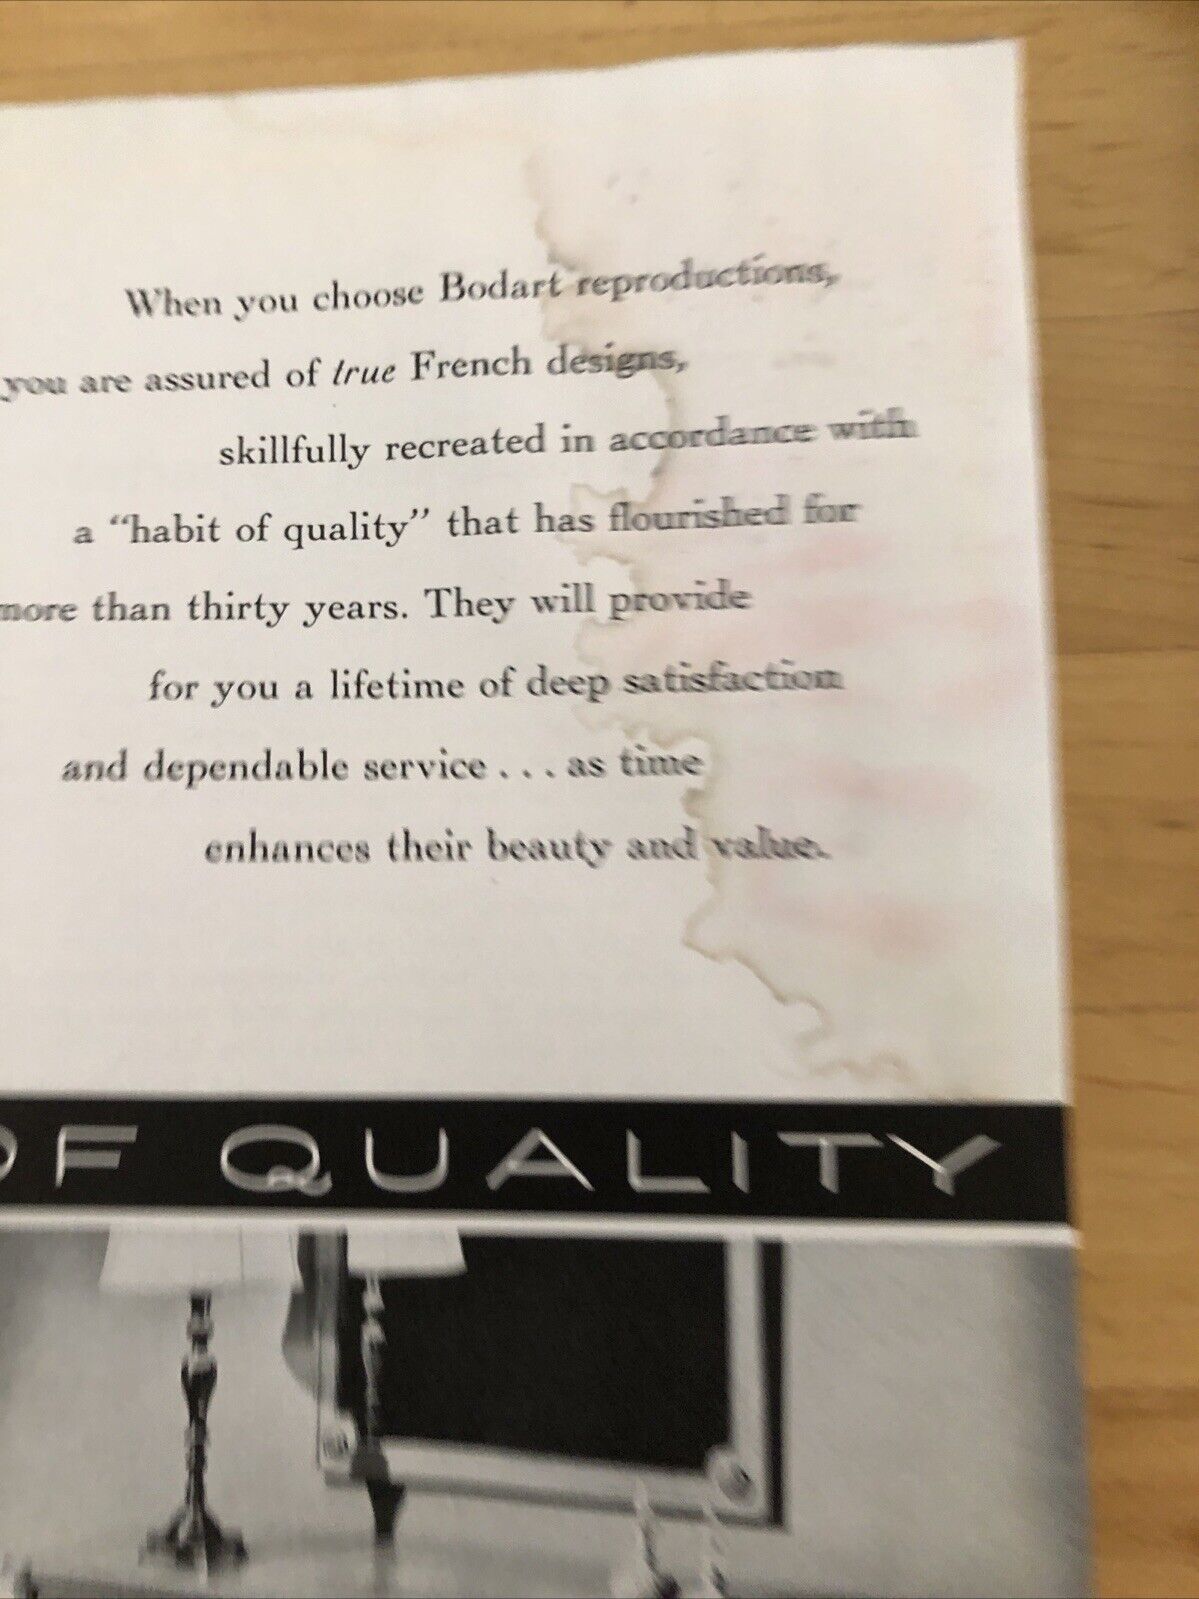 When you choose Bodart reproductions,
you are assured of true French designs,
skillfully recreated in accordance with
a “habit of quality” that has flourished for
more than thirty years. They will provide
for you a lifetime of deep satisfaction
and dependable service . . . as time
enhances their beauty and value.
OF QUALITY